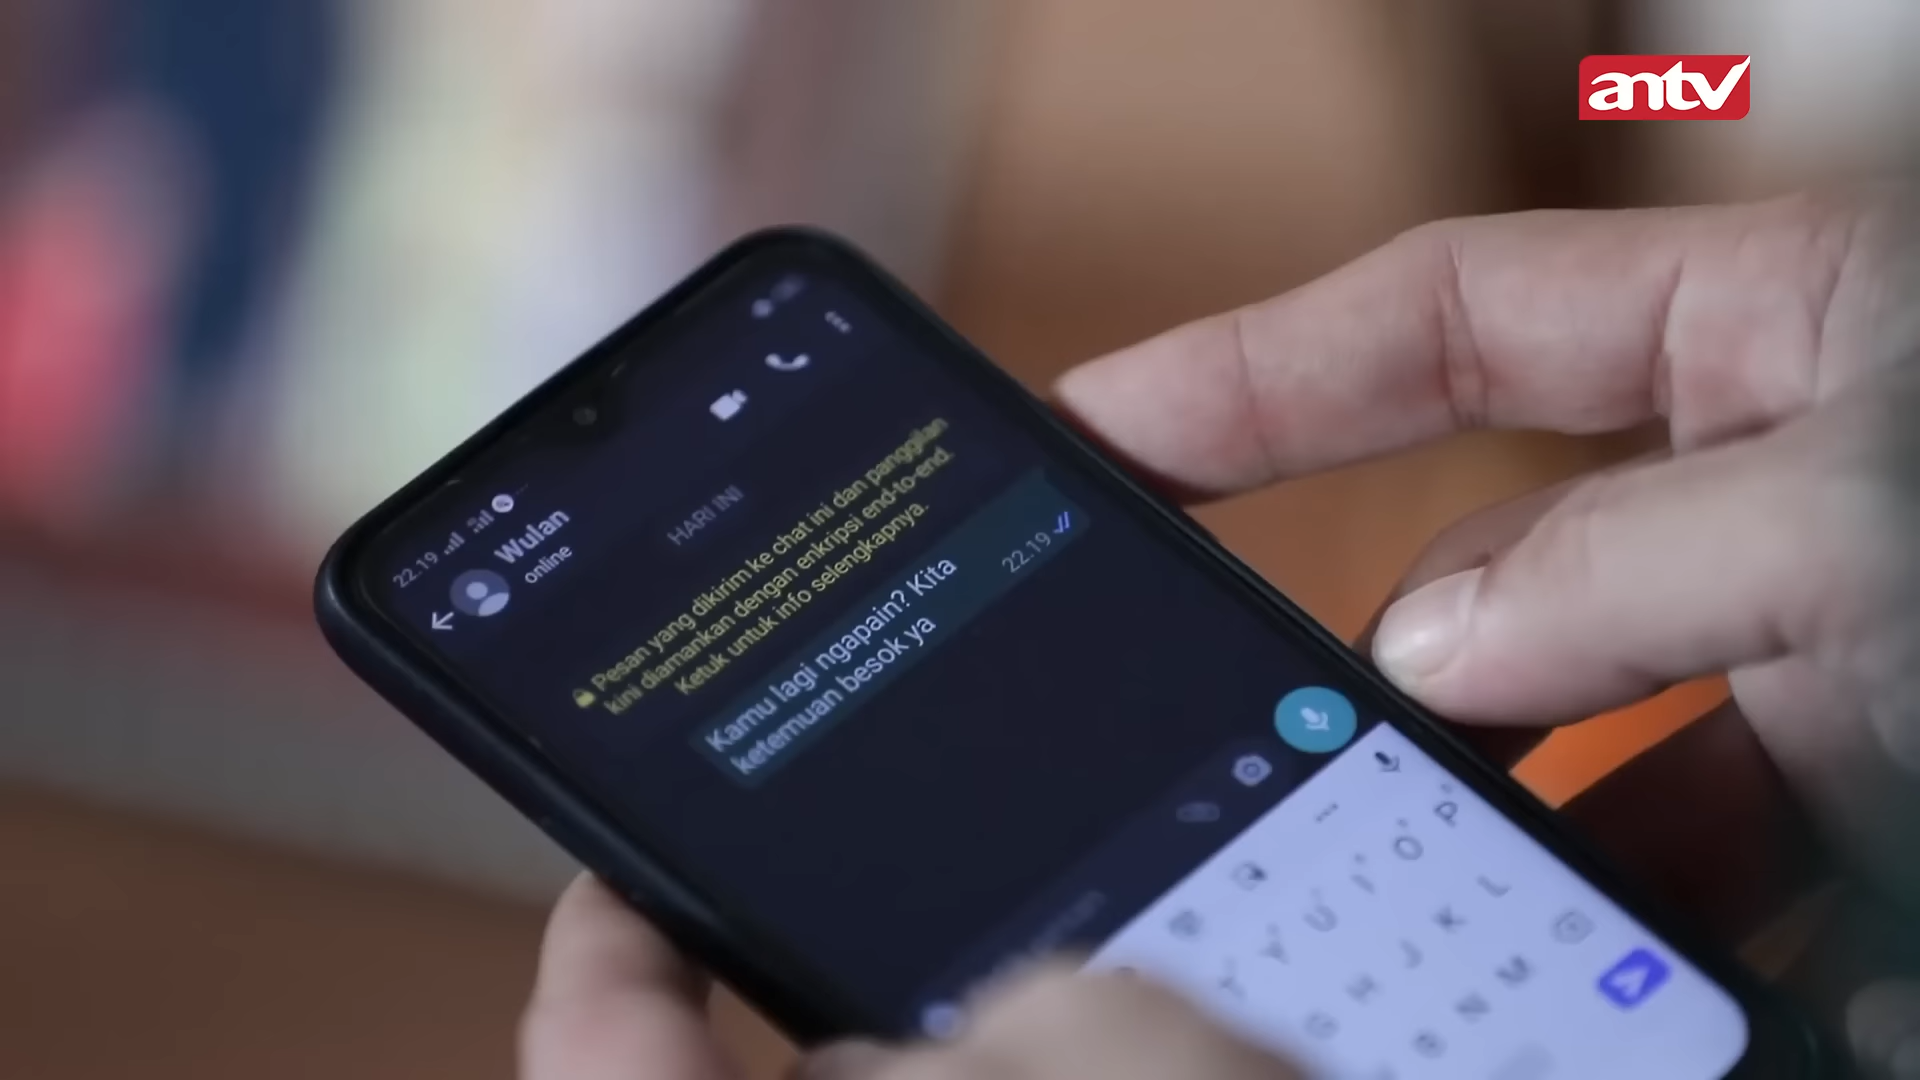 antv
22.19
Wulan
online
HARI INI
Pesan yang dikirim ke chat ini dan panggilan
kini diamankan dengan enkripsi end-to-end.
Ketuk untuk info selengkapnya.
Kamu lagi ngapain? Kita
ketemuan besok ya
22.19
Y U I O P
H J K L
B N M